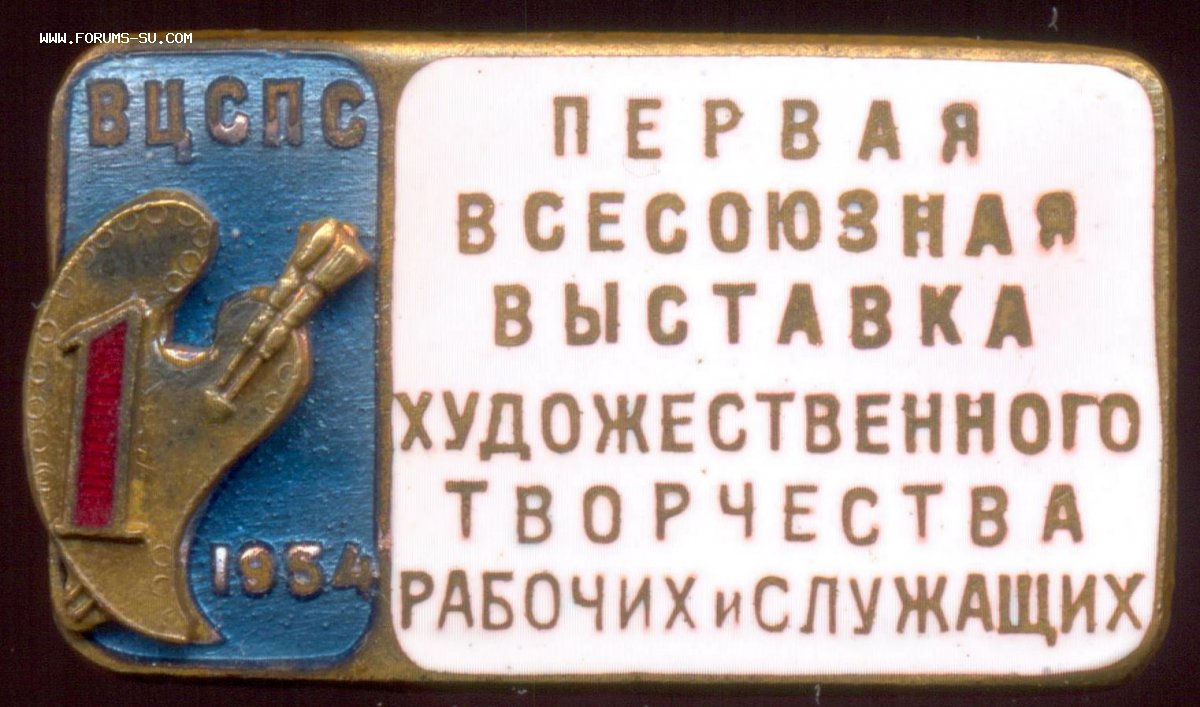 WWW.FORUMS-SU.COM
ВЦСПС
1
1954
ПЕРВАЯ
ВСЕСОЮЗНАЯ
ВЫСТАВКА
ХУДОЖЕСТВЕННОГО
ТВОРЧЕСТВА
РАБОЧИХ и СЛУЖАЩИХ